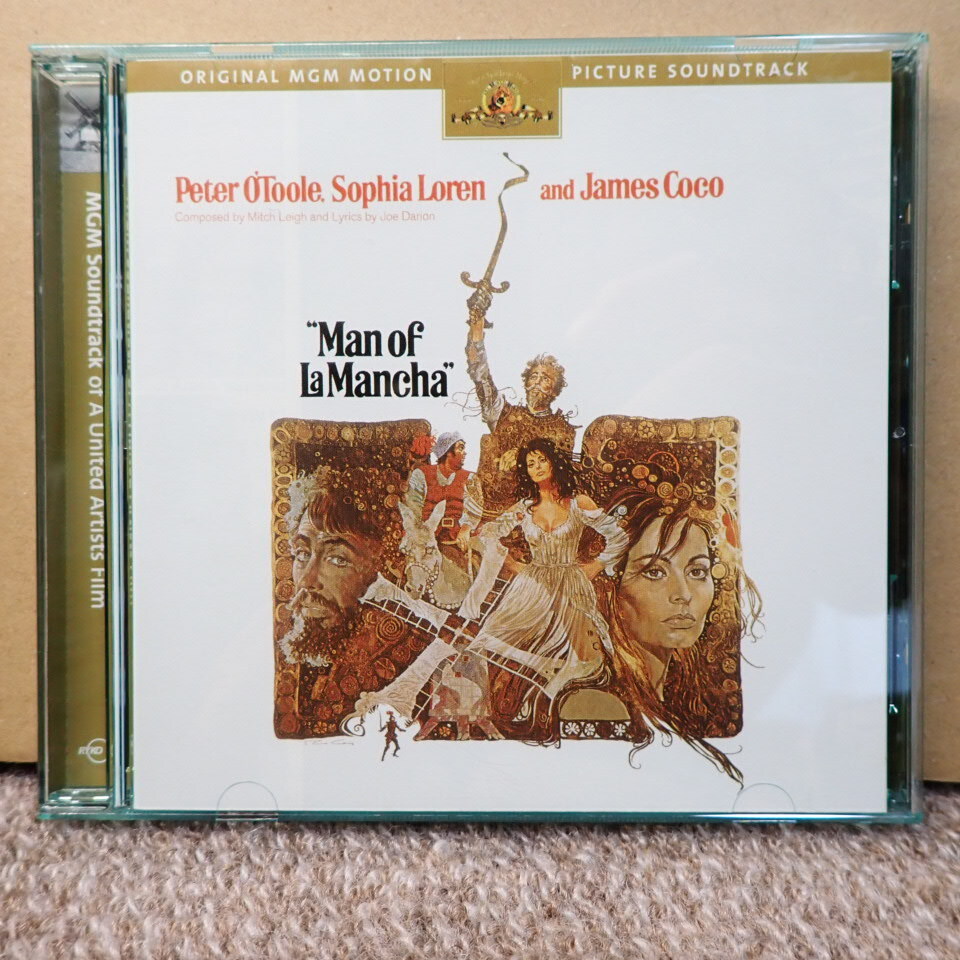 ORIGINAL MGM MOTION PICTURE SOUNDTRACK
Peter O'Toole, Sophia Loren and James Coco
Composed by Mitch Leigh and Lyrics by Joe Darion
"Man of
La Mancha"
MGM Soundtrack of A United Artists Film
RYKO